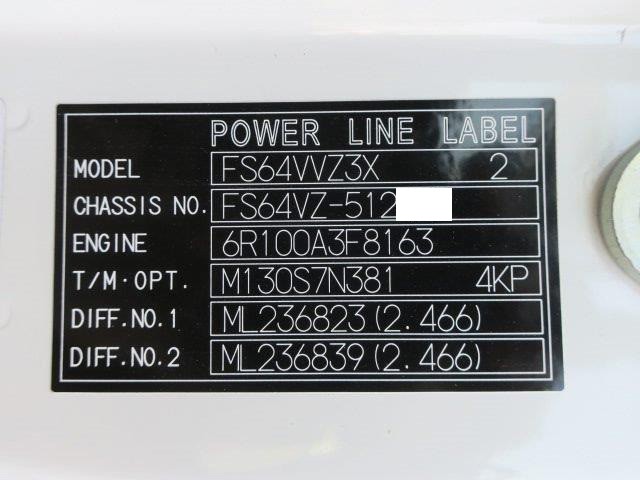 POWER LINE LABEL
MODEL FS64VVZ3X 2
CHASSIS NO. FS64VZ-512
ENGINE 6R100A3F8163
T/M·OPT. M130S7N381 4KP
DIFF.NO.1 ML236823(2.466)
DIFF.NO.2 ML236839(2.466)